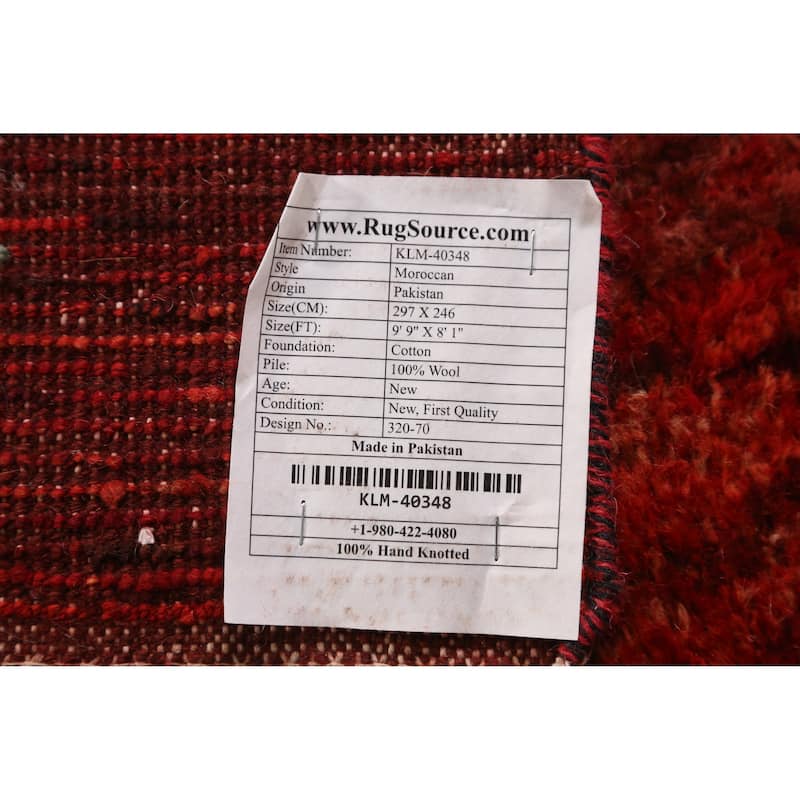 www.RugSource.com
Item Number: KLM-40348
Style Moroccan
Origin Pakistan
Size(CM): 297 X 246
Size(FT): 9' 9" X 8' 1"
Foundation: Cotton
Pile: 100% Wool
Age: New
Condition: New, First Quality
Design No.: 320-70
Made in Pakistan
KLM-40348
+1-980-422-4080
100% Hand Knotted